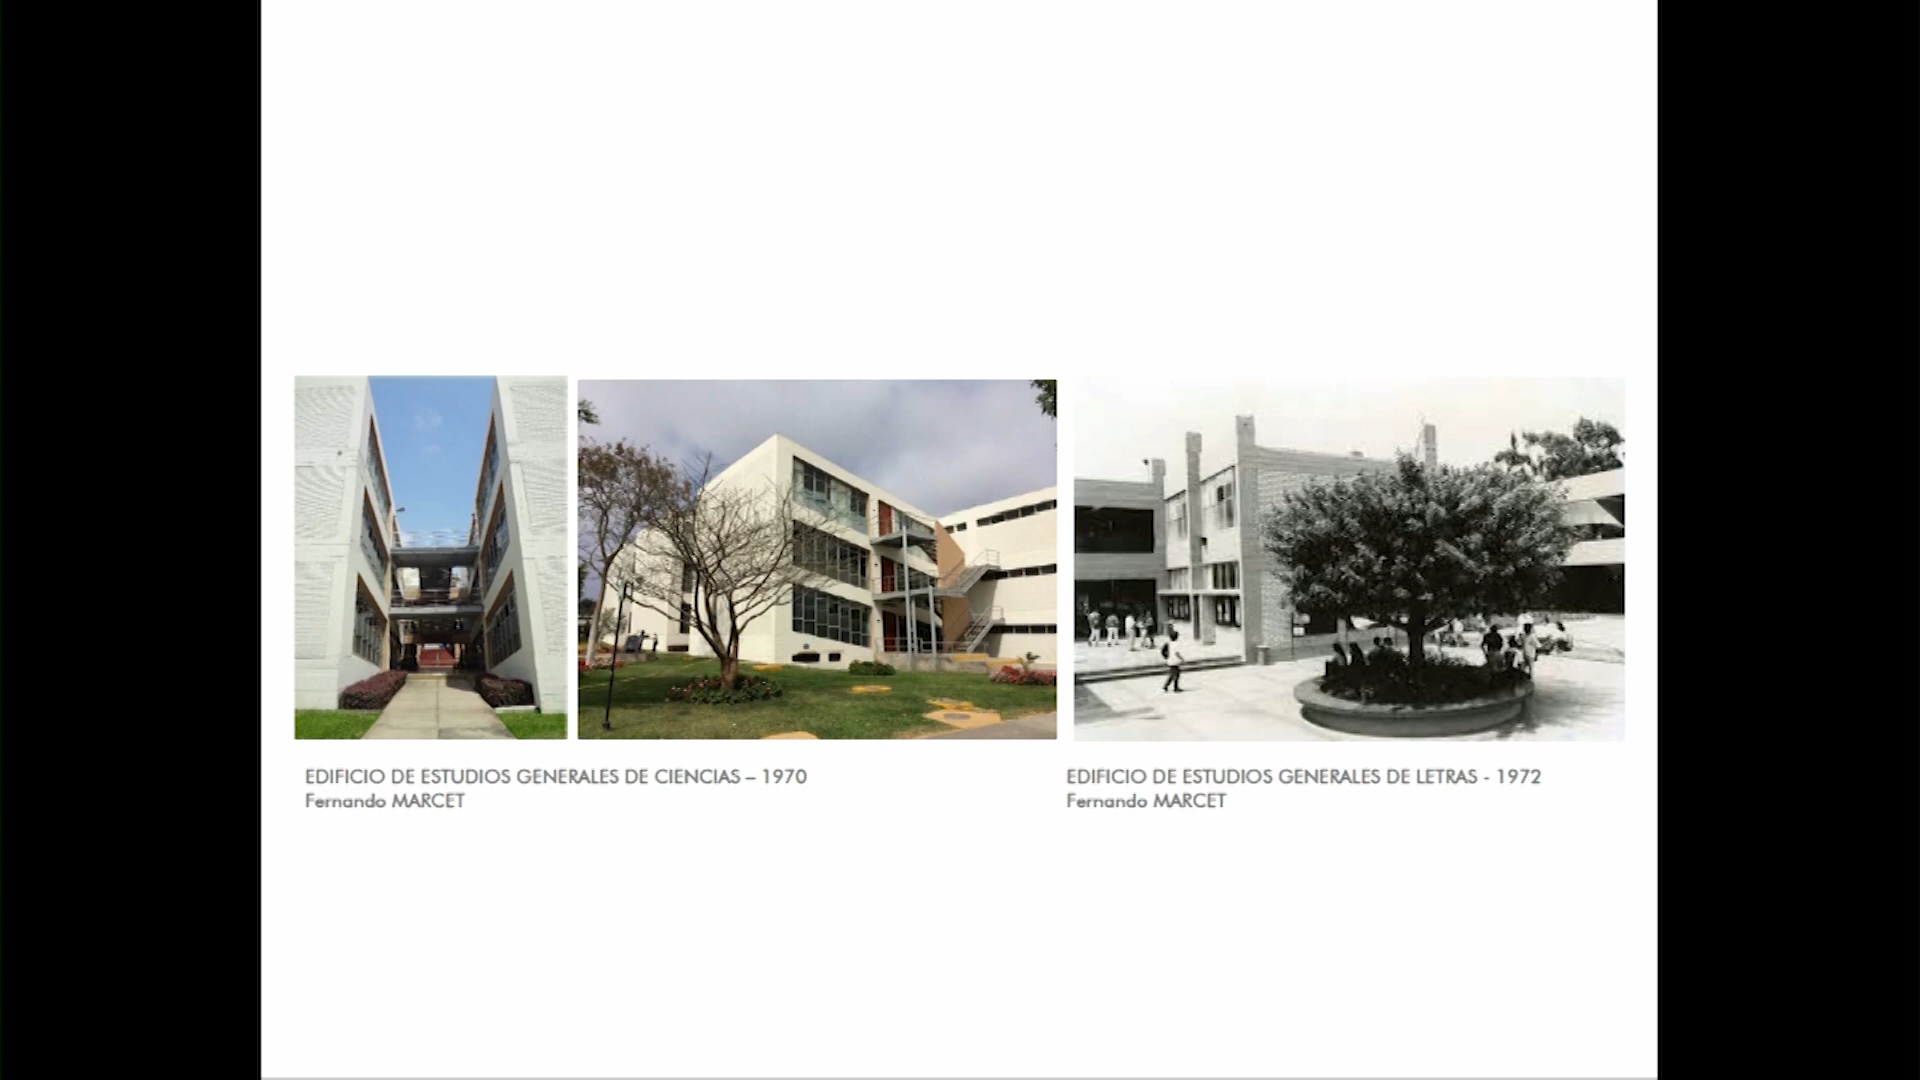 EDIFICIO DE ESTUDIOS GENERALES DE CIENCIAS – 1970
Fernando MARCET
EDIFICIO DE ESTUDIOS GENERALES DE LETRAS - 1972
Fernando MARCET